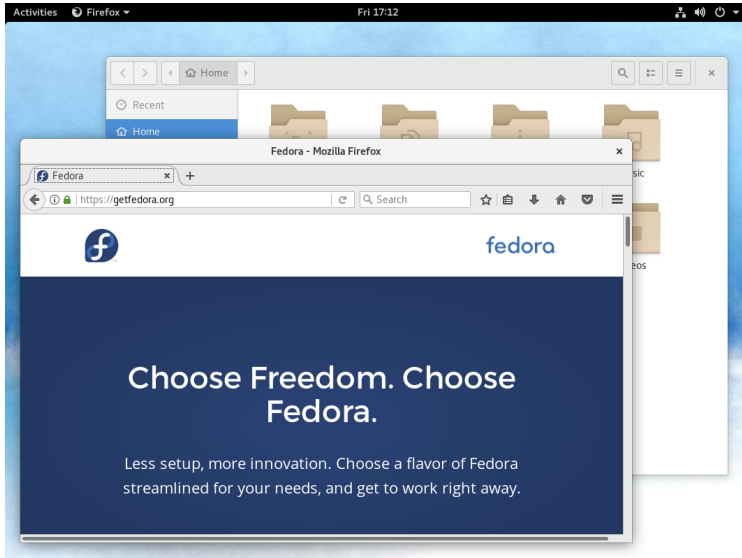 Activities Firefox Fri 17:12
Home
Recent
Home
Fedora - Mozilla Firefox
sic
Fedora
https://getfedora.org Search
fedora
eos
Choose Freedom. Choose
Fedora.
Less setup, more innovation. Choose a flavor of Fedora
streamlined for your needs, and get to work right away.